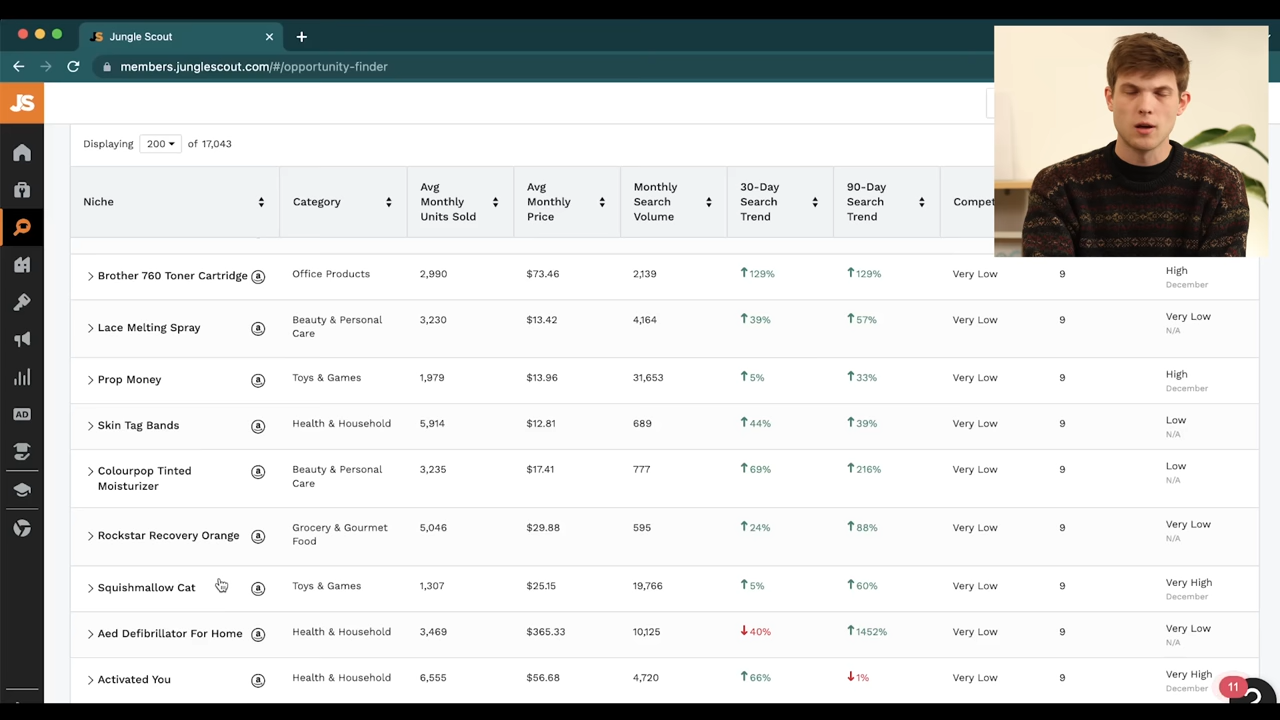 JS Jungle Scout
members.junglescout.com/#/opportunity-finder
JS
Displaying 200 of 17,043
Niche
Category
Avg Monthly Units Sold
Avg Monthly Price
Monthly Search Volume
30-Day Search Trend
90-Day Search Trend
Compet
Brother 760 Toner Cartridge a Office Products 2,990 $73.46 2,139 129% 129% Very Low 9 High
December
Lace Melting Spray a Beauty & Personal Care 3,230 $13.42 4,164 39% 57% Very Low 9 Very Low
N/A
Prop Money a Toys & Games 1,979 $13.96 31,653 5% 33% Very Low 9 High
December
Skin Tag Bands a Health & Household 5,914 $12.81 689 44% 39% Very Low 9 Low
N/A
Colourpop Tinted Moisturizer a Beauty & Personal Care 3,235 $17.41 777 69% 216% Very Low 9 Low
N/A
Rockstar Recovery Orange a Grocery & Gourmet Food 5,046 $29.88 595 24% 88% Very Low 9 Very Low
N/A
Squishmallow Cat a Toys & Games 1,307 $25.15 19,766 5% 60% Very Low 9 Very High
December
Aed Defibrillator For Home a Health & Household 3,469 $365.33 10,125 40% 1452% Very Low 9 Very Low
N/A
Activated You a Health & Household 6,555 $56.68 4,720 66% 1% Very Low 9 Very High
December
AD
11
?